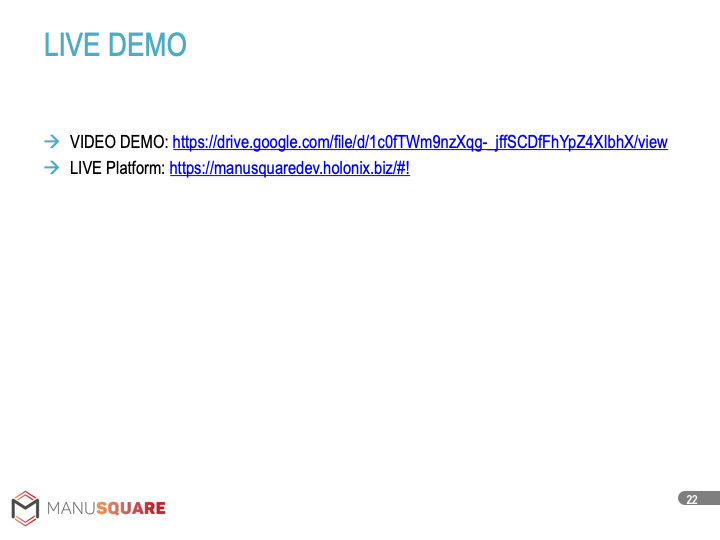 LIVE DEMO
→ VIDEO DEMO: https://drive.google.com/file/d/1c0fTWm9nzXqg-_jffSCDfFhYpZ4XIbhX/view
→ LIVE Platform: https://manusquaredev.holonix.biz/#!
MANUSQUARE
22